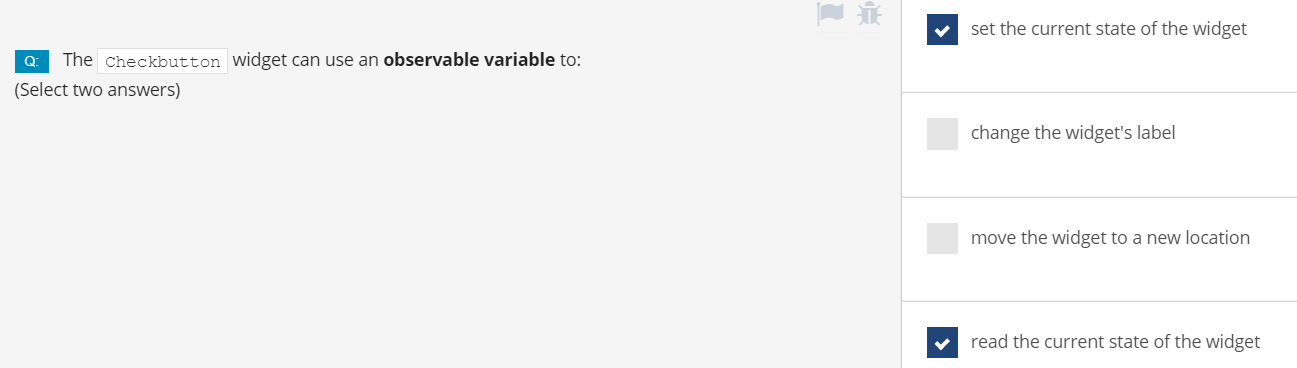 Q: The Checkbutton widget can use an observable variable to:
(Select two answers)
set the current state of the widget
change the widget's label
move the widget to a new location
read the current state of the widget